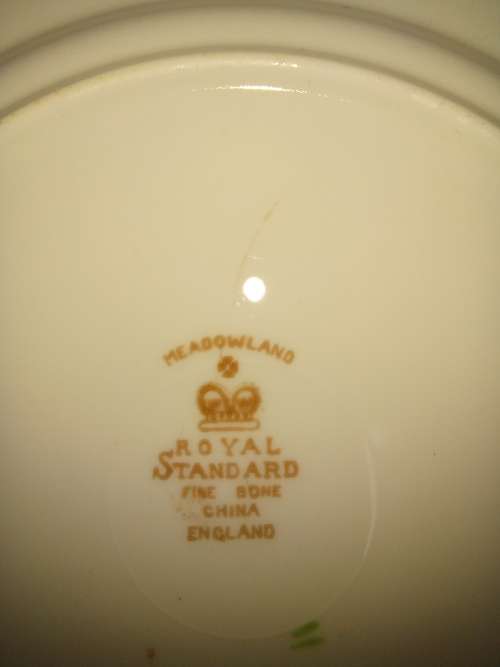 MEADOWLAND
ROYAL
STANDARD
FINE BONE
CHINA
ENGLAND